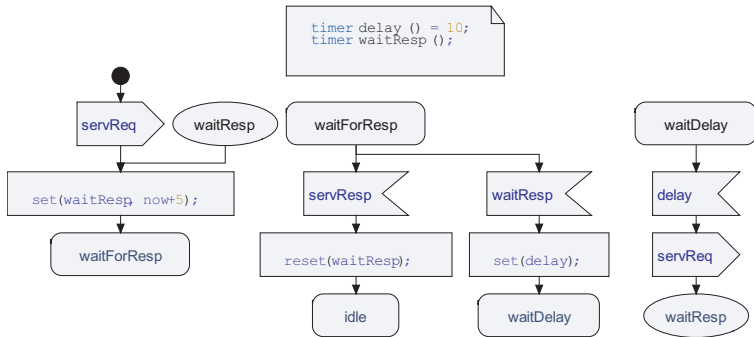 timer delay () = 10;
timer waitResp ();
servReq
waitResp
waitForResp
waitDelay
set(waitResp, now+5);
servResp
waitResp
delay
waitForResp
reset(waitResp);
set(delay);
servReq
idle
waitDelay
waitResp